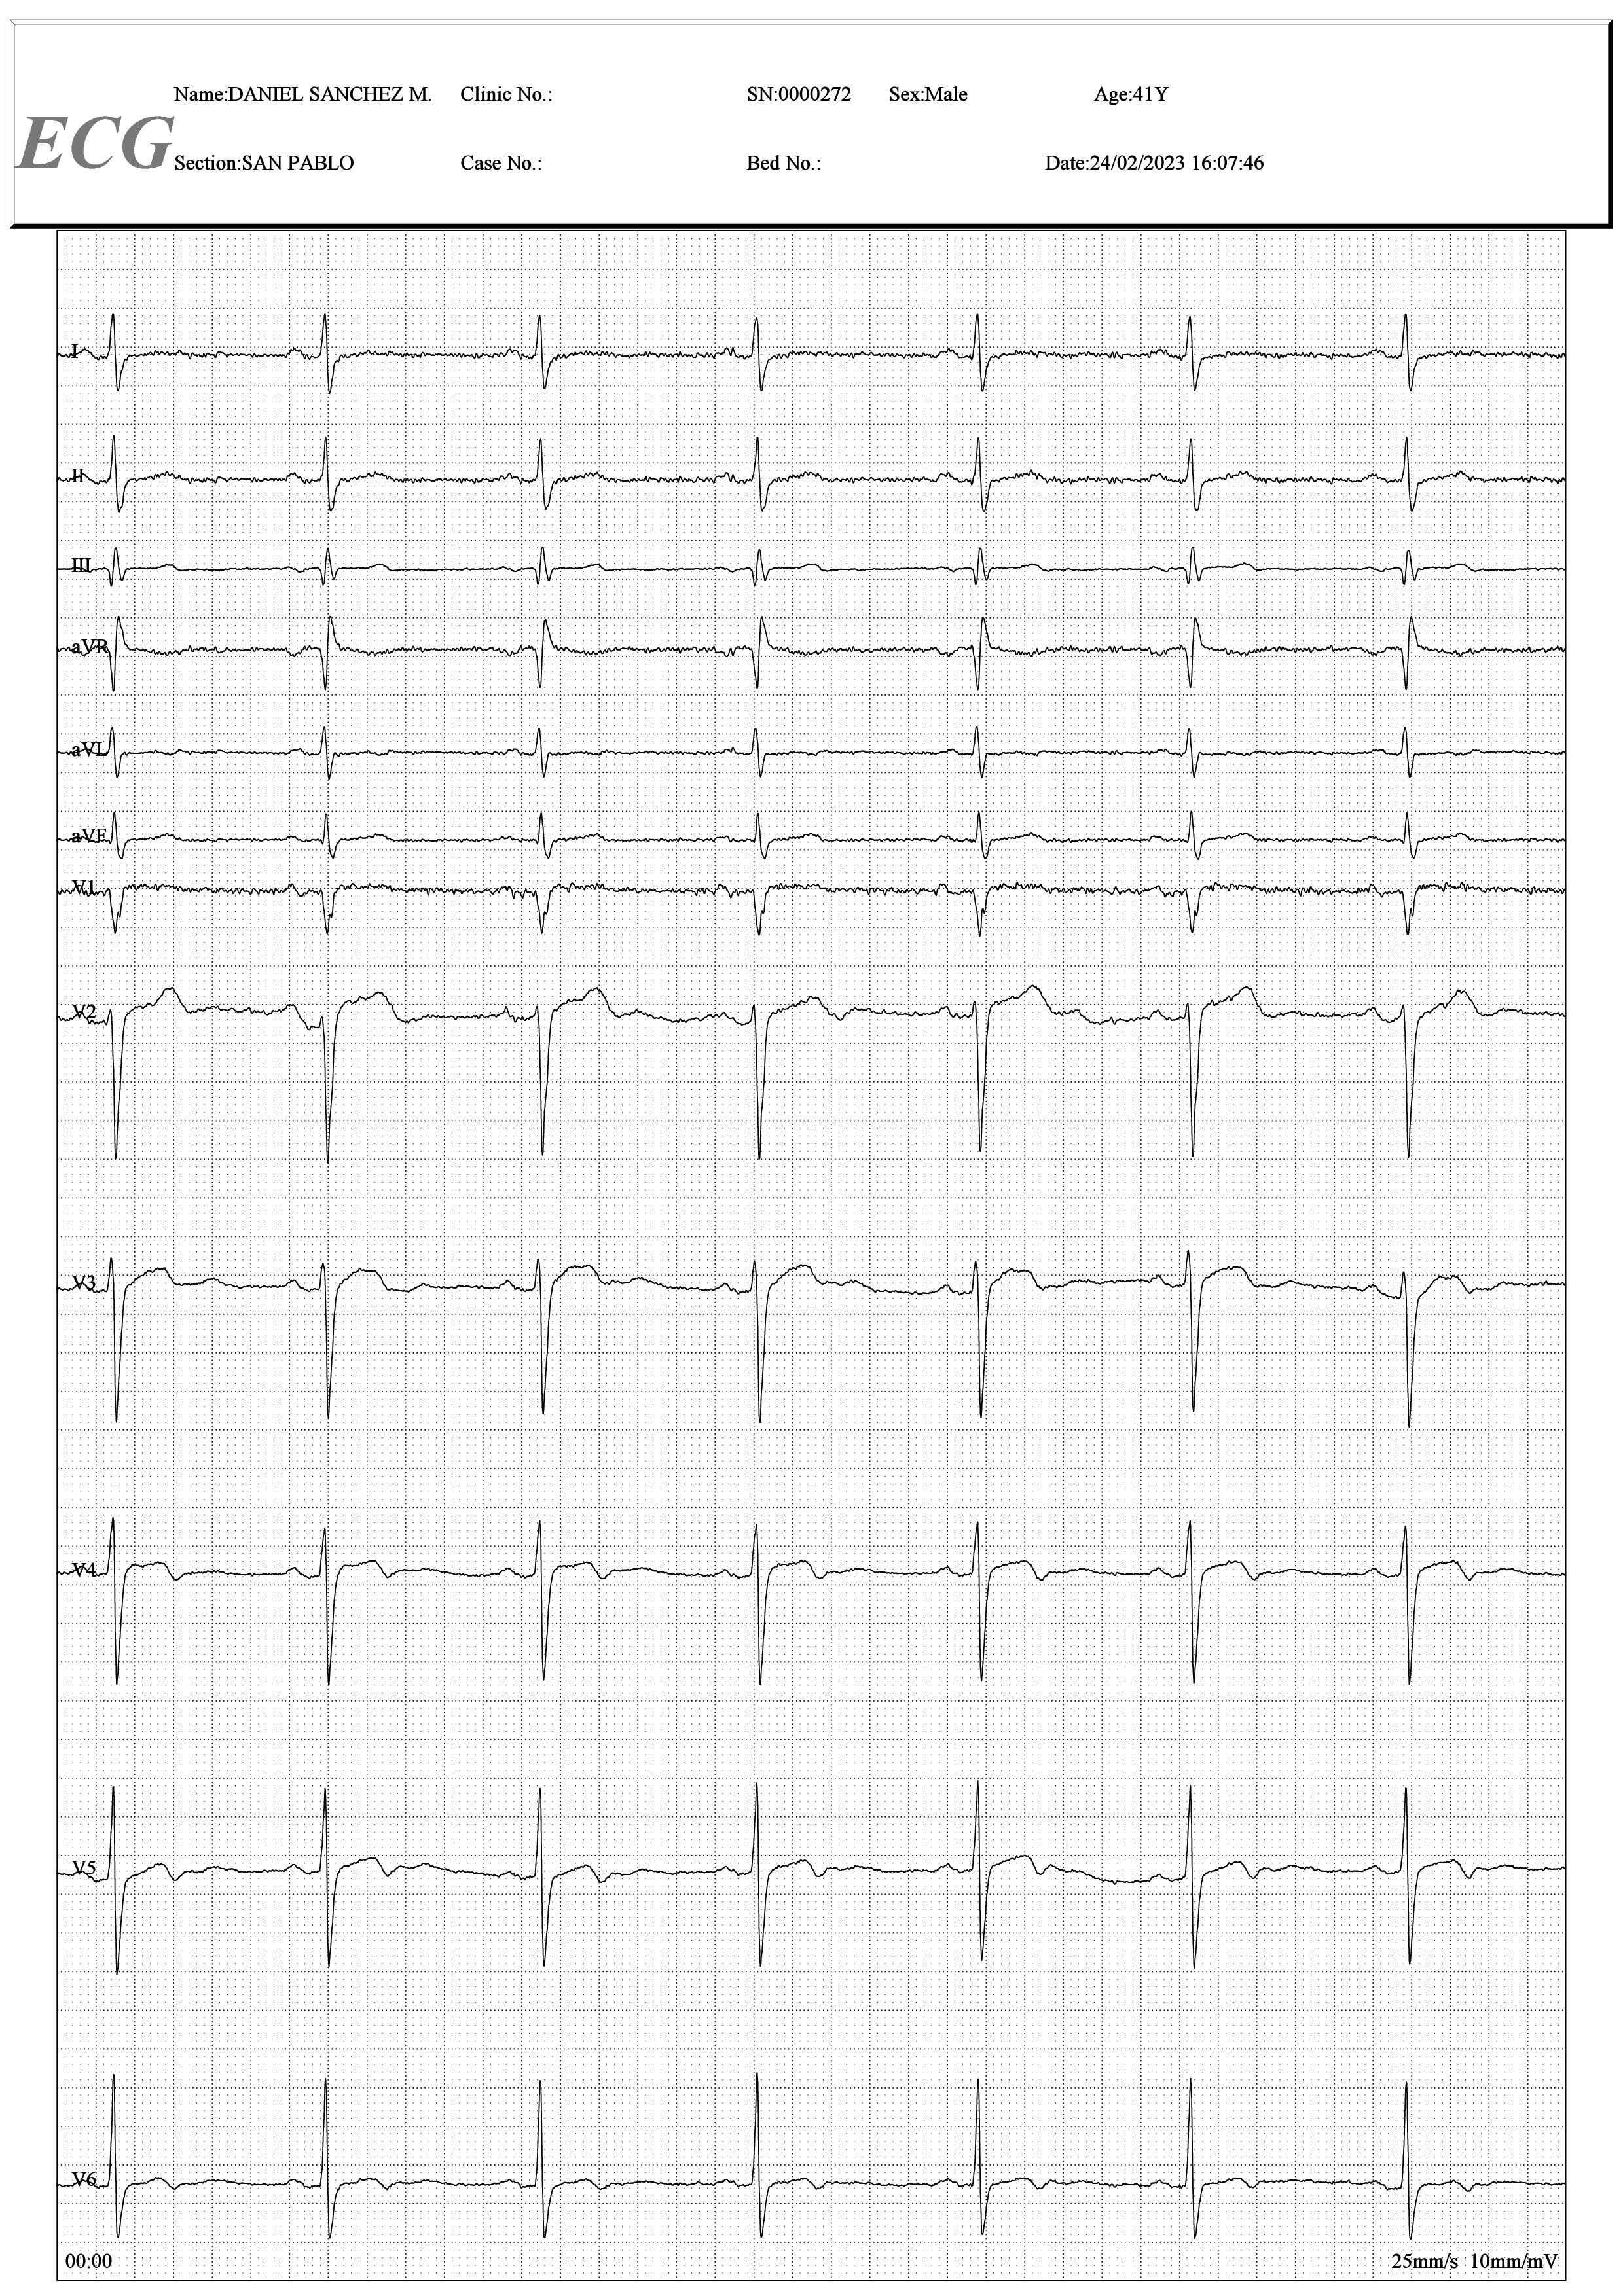 Name:DANIEL SANCHEZ M. Clinic No.: SN:0000272 Sex:Male Age:41Y
ECG
Section:SAN PABLO Case No.: Bed No.: Date:24/02/2023 16:07:46
I
II
III
aVR
aVL
aVF
V1
V2
V3
V4
V5
V6
00:00 25mm/s 10mm/mV